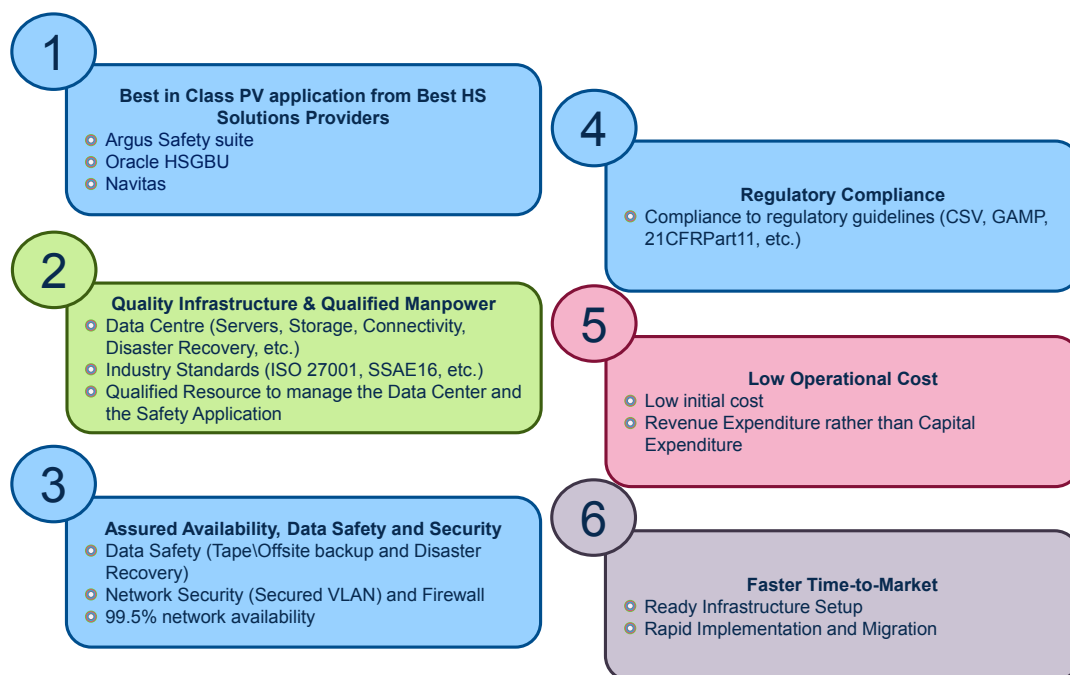 1
Best in Class PV application from Best HS
Solutions Providers
Argus Safety suite
Oracle HSGBU
Navitas
2
Quality Infrastructure & Qualified Manpower
Data Centre (Servers, Storage, Connectivity,
Disaster Recovery, etc.)
Industry Standards (ISO 27001, SSAE16, etc.)
Qualified Resource to manage the Data Center and
the Safety Application
3
Assured Availability, Data Safety and Security
Data Safety (Tape\Offsite backup and Disaster
Recovery)
Network Security (Secured VLAN) and Firewall
99.5% network availability
4
Regulatory Compliance
Compliance to regulatory guidelines (CSV, GAMP,
21CFRPart11, etc.)
5
Low Operational Cost
Low initial cost
Revenue Expenditure rather than Capital
Expenditure
6
Faster Time-to-Market
Ready Infrastructure Setup
Rapid Implementation and Migration